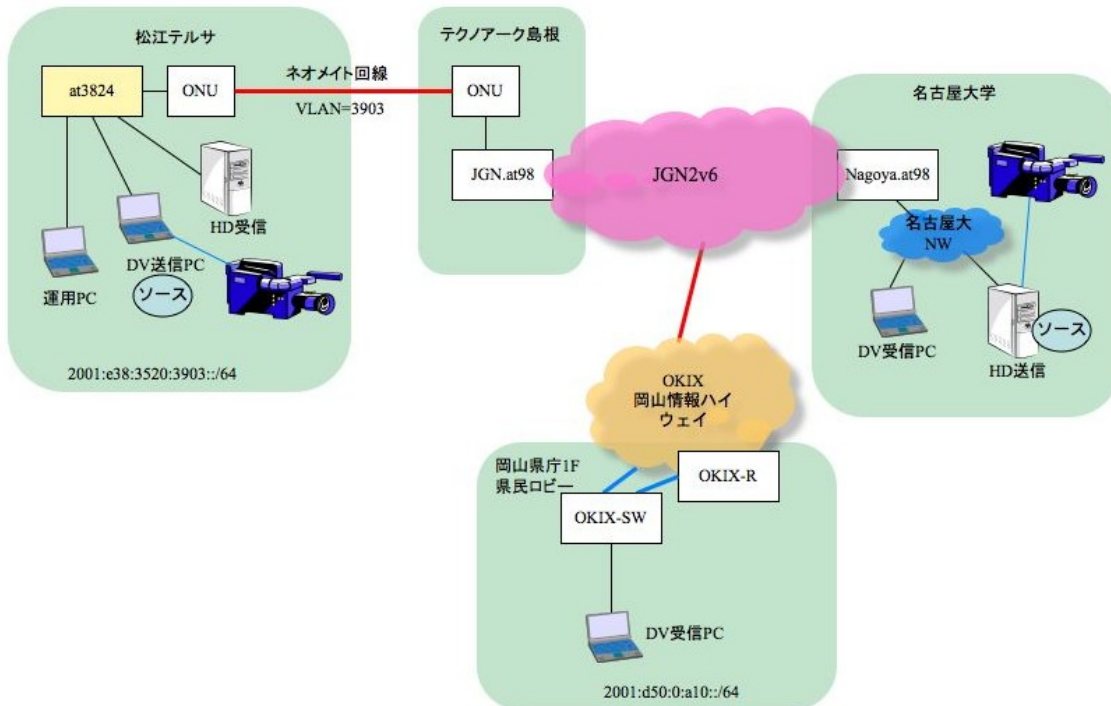 松江テルサ
at3824
ONU
ネオメイト回線
VLAN=3903
HD受信
DV送信PC
運用PC
ソース
2001:e38:3520:3903::/64
テクノアーク島根
ONU
JGN.at98
JGN2v6
名古屋大学
Nagoya.at98
名古屋大
NW
DV受信PC
ソース
HD送信
OKIX
岡山情報ハイ
ウェイ
岡山県庁1F
県民ロビー
OKIX-R
OKIX-SW
DV受信PC
2001:d50:0:a10::/64